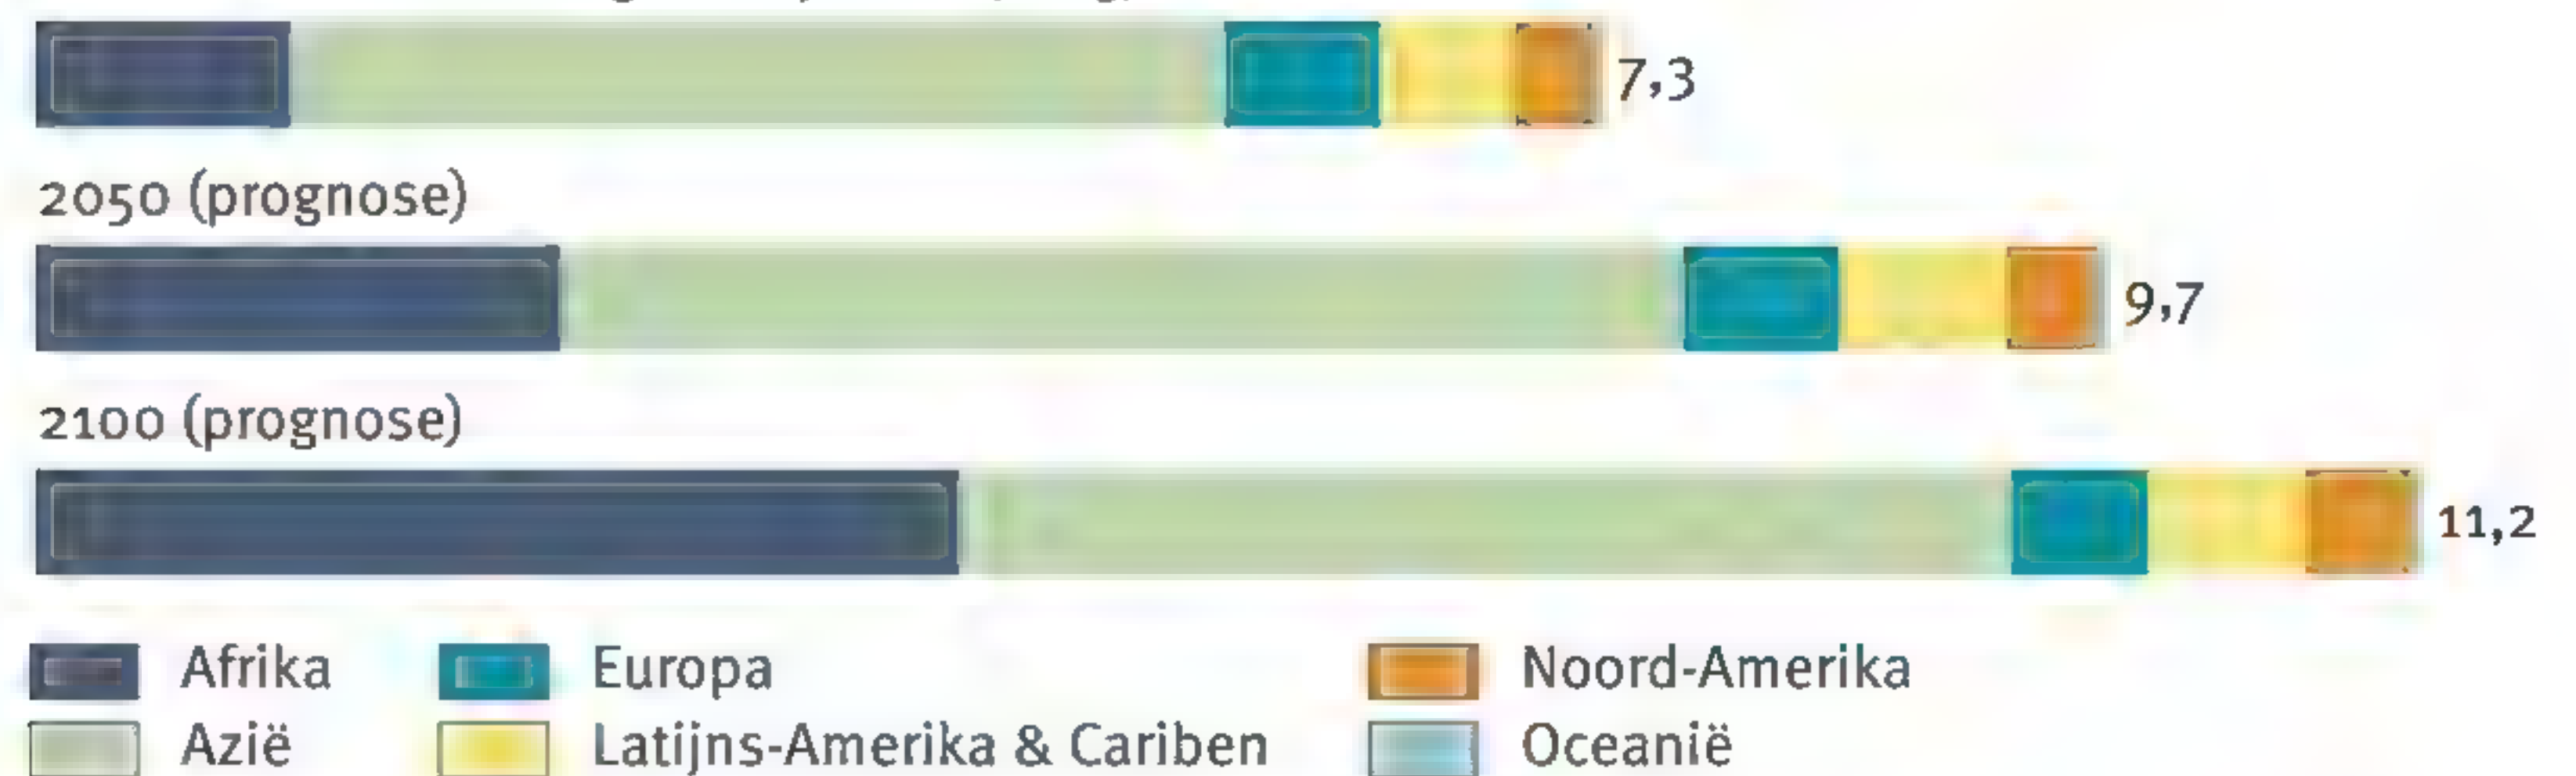 7,3
2050 (prognose)
9,7
2100 (prognose)
11,2
Afrika Europa Noord-Amerika
Azië Latijns-Amerika & Cariben Oceanië